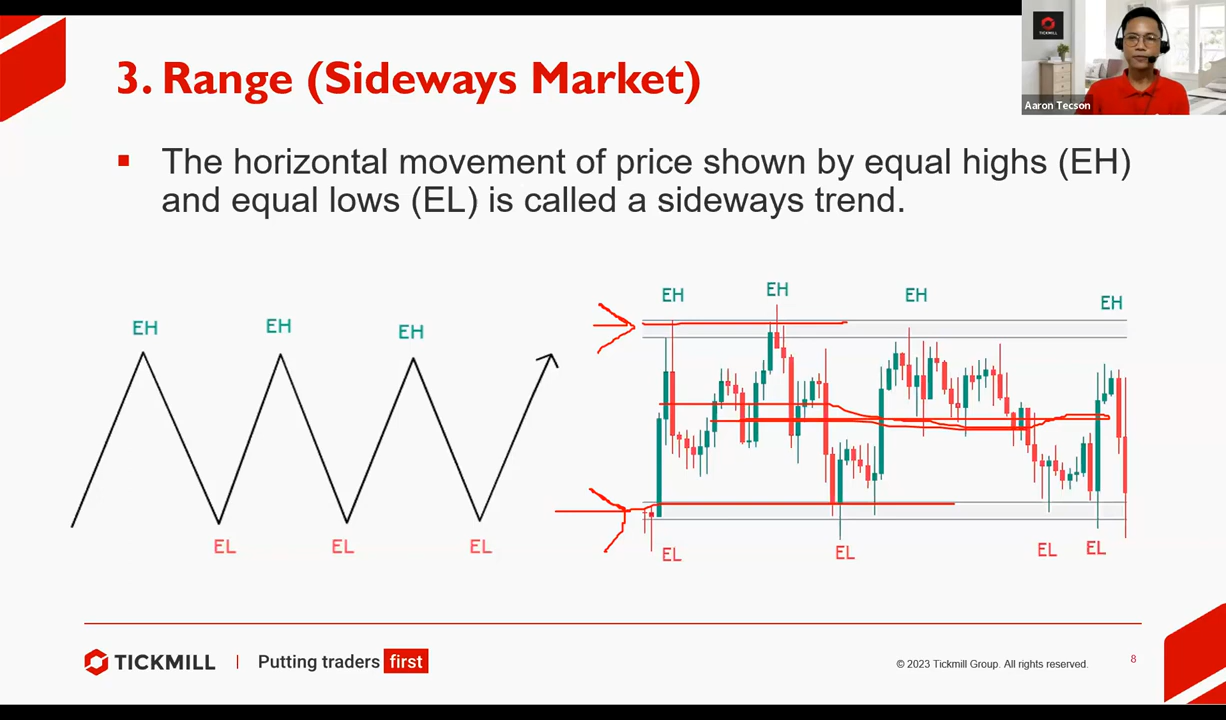 TICKMILL
Aaron Tecson
3. Range (Sideways Market)
▪ The horizontal movement of price shown by equal highs (EH)
and equal lows (EL) is called a sideways trend.
EH EH EH
EL EL EL
EH EH EH EH
EL EL EL EL
TICKMILL | Putting traders first
© 2023 Tickmill Group. All rights reserved. 8